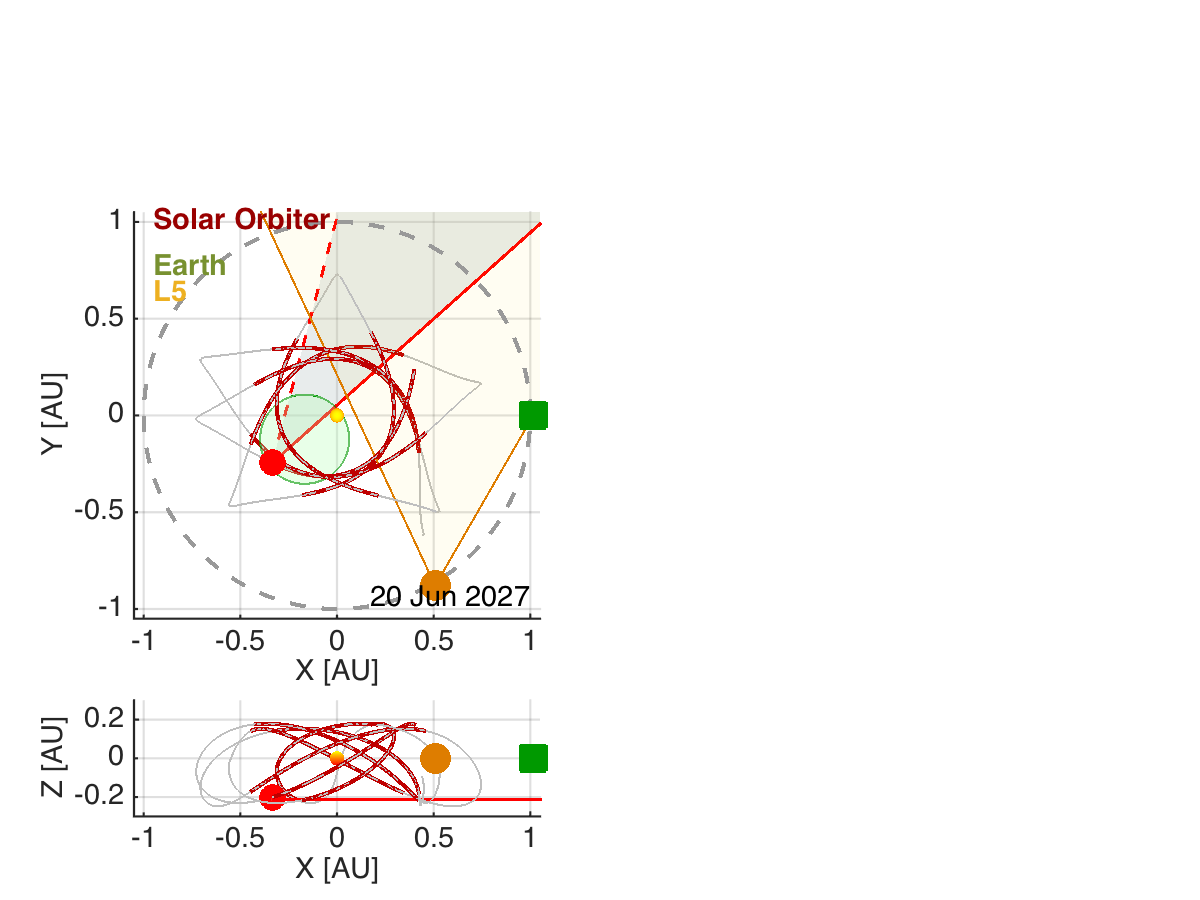 Solar Orbiter
Earth
L5
20 Jun 2027
1
0.5
0
-0.5
-1
Y [AU]
-1 -0.5 0 0.5 1
X [AU]
0.2
0
-0.2
Z [AU]
-1 -0.5 0 0.5 1
X [AU]